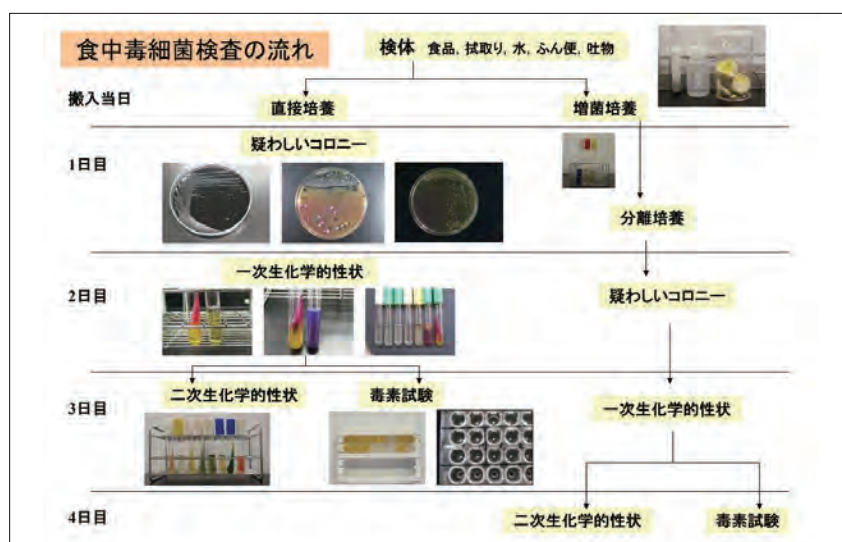 食中毒細菌検査の流れ
検体 食品, 拭取り, 水, ふん便, 吐物
搬入当日
直接培養
増菌培養
疑わしいコロニー
1日目
分離培養
一次生化学的性状
2日目
疑わしいコロニー
二次生化学的性状
毒素試験
3日目
一次生化学的性状
4日目
二次生化学的性状
毒素試験